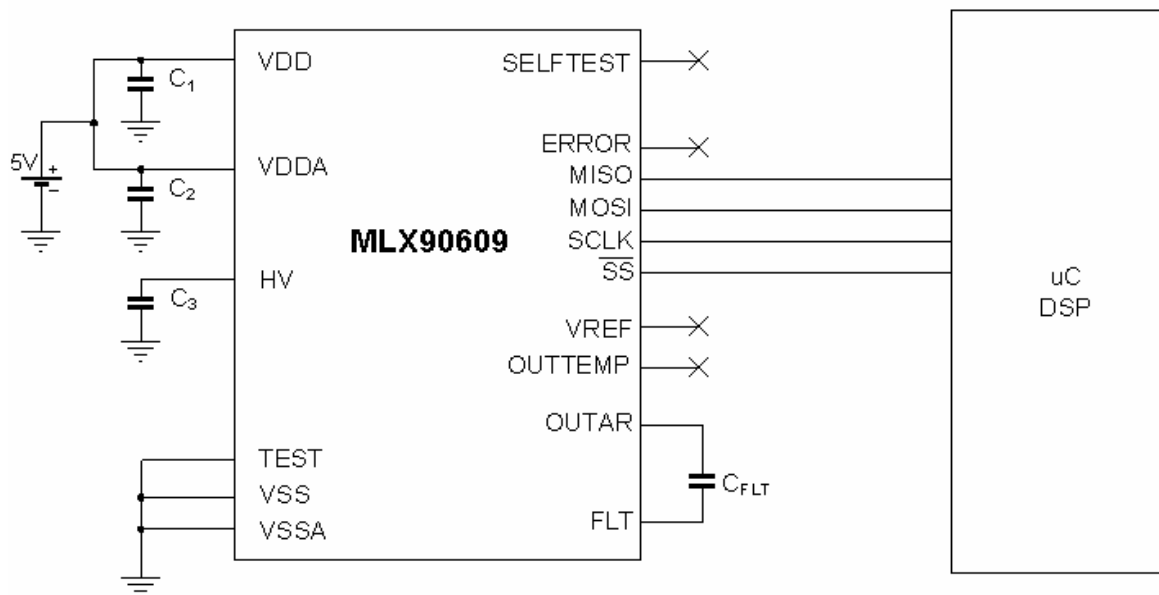 VDD
C1
5V
+
-
VDDA
C2
HV
C3
TEST
VSS
VSSA
MLX90609
SELFTEST
ERROR
MISO
MOSI
SCLK
SS
VREF
OUTTEMP
OUTAR
CFLT
FLT
uC
DSP